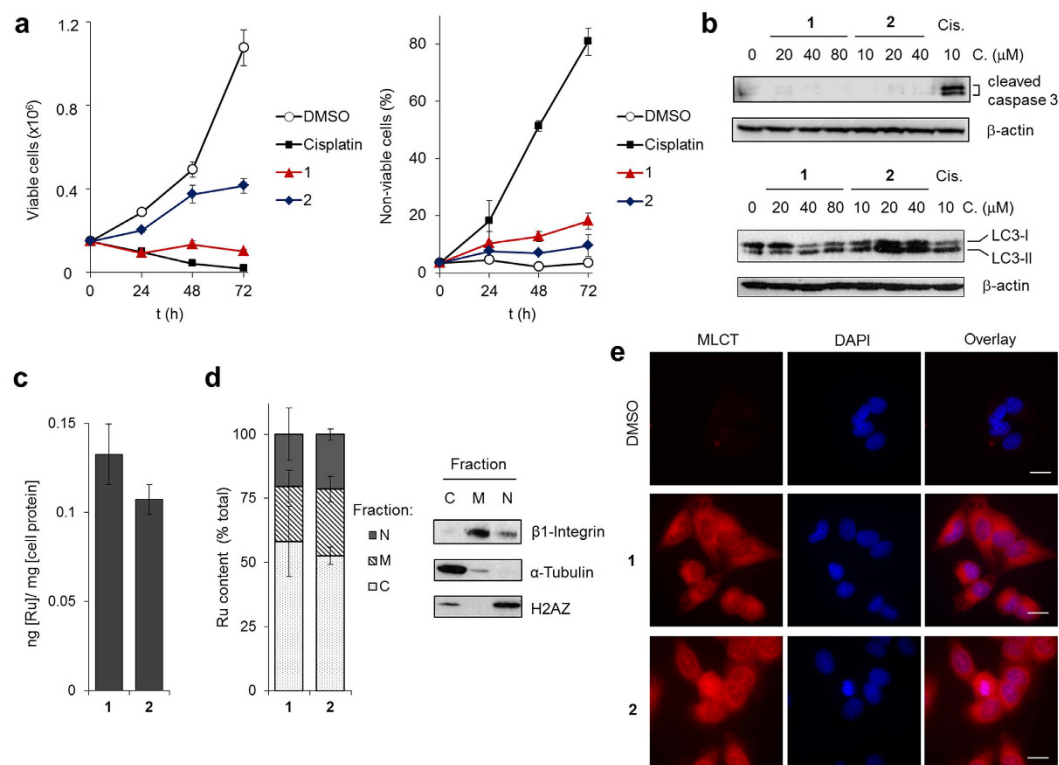 a
1.2
0.8
0.4
0
0 24 48 72
t (h)
Viable cells (x10⁶)
DMSO
Cisplatin
1
2
80
60
40
20
0
0 24 48 72
t (h)
Non-viable cells (%)
DMSO
Cisplatin
1
2
b
1 2 Cis.
0 20 40 80 10 20 40 10 C. (μM)
cleaved
caspase 3
β-actin
1 2 Cis.
0 20 40 80 10 20 40 10 C. (μM)
LC3-I
LC3-II
β-actin
c
0.15
0.1
0.05
0
ng [Ru]/ mg [cell protein]
1 2
d
100
75
50
25
0
Ru content (% total)
1 2
Fraction:
N
M
C
Fraction
C M N
β1-Integrin
α-Tubulin
H2AZ
e
MLCT DAPI Overlay
DMSO
1
2